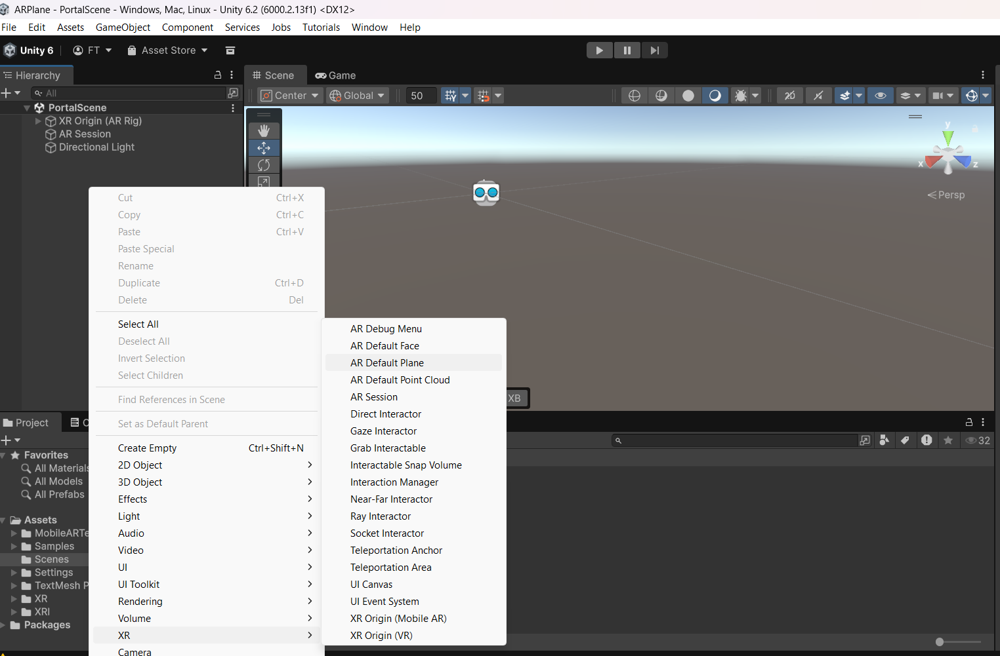 ARPlane - PortalScene - Windows, Mac, Linux - Unity 6.2 (6000.2.13f1) <DX12>
File Edit Assets GameObject Component Services Jobs Tutorials Window Help
Unity 6 FT Asset Store
Hierarchy
Scene Game
All
Center Global 50
2D
PortalScene
XR Origin (AR Rig)
AR Session
Directional Light
y
x z
Persp
Cut Ctrl+X
Copy Ctrl+C
Paste Ctrl+V
Paste Special
Rename
Duplicate Ctrl+D
Delete Del
Select All
Deselect All
Invert Selection
Select Children
Find References in Scene
Set as Default Parent
Create Empty Ctrl+Shift+N
2D Object
3D Object
Effects
Light
Audio
Video
UI
UI Toolkit
Rendering
Volume
XR
Camera
AR Debug Menu
AR Default Face
AR Default Plane
AR Default Point Cloud
AR Session
Direct Interactor
Gaze Interactor
Grab Interactable
Interactable Snap Volume
Interaction Manager
Near-Far Interactor
Ray Interactor
Socket Interactor
Teleportation Anchor
Teleportation Area
UI Canvas
UI Event System
XR Origin (Mobile AR)
XR Origin (VR)
XB
Project
32
Favorites
All Materials
All Models
All Prefabs
Assets
MobileARTe
Samples
Scenes
Settings
TextMesh P
XR
XRI
Packages